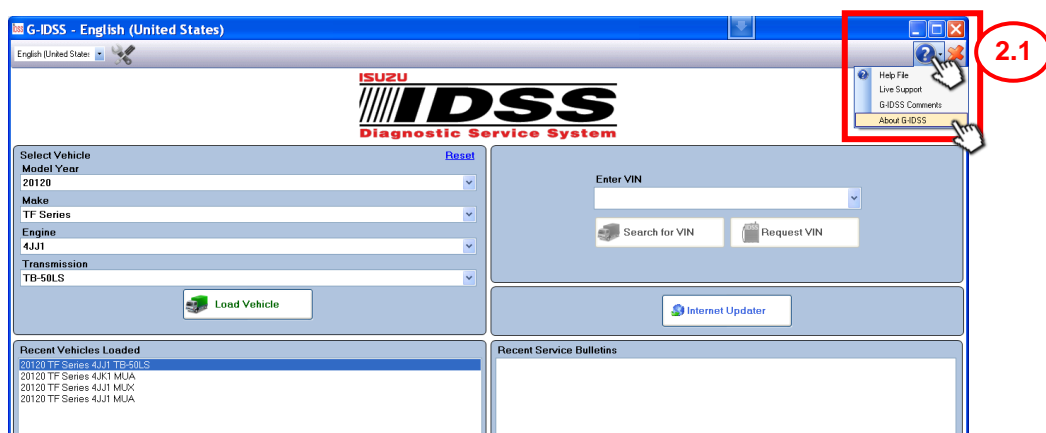 G-IDSS - English (United States)
English (United State:
2.1
Help File
Live Support
G-IDSS Comments
About G-IDSS
ISUZU
IDSS
Diagnostic Service System
Select Vehicle
Reset
Model Year
20120
Make
TF Series
Engine
4JJ1
Transmission
TB-50LS
Load Vehicle
Enter VIN
Search for VIN
Request VIN
Internet Updater
Recent Vehicles Loaded
20120 TF Series 4JJ1 TB-50LS
20120 TF Series 4JK1 MUA
20120 TF Series 4JJ1 MUX
20120 TF Series 4JJ1 MUA
Recent Service Bulletins